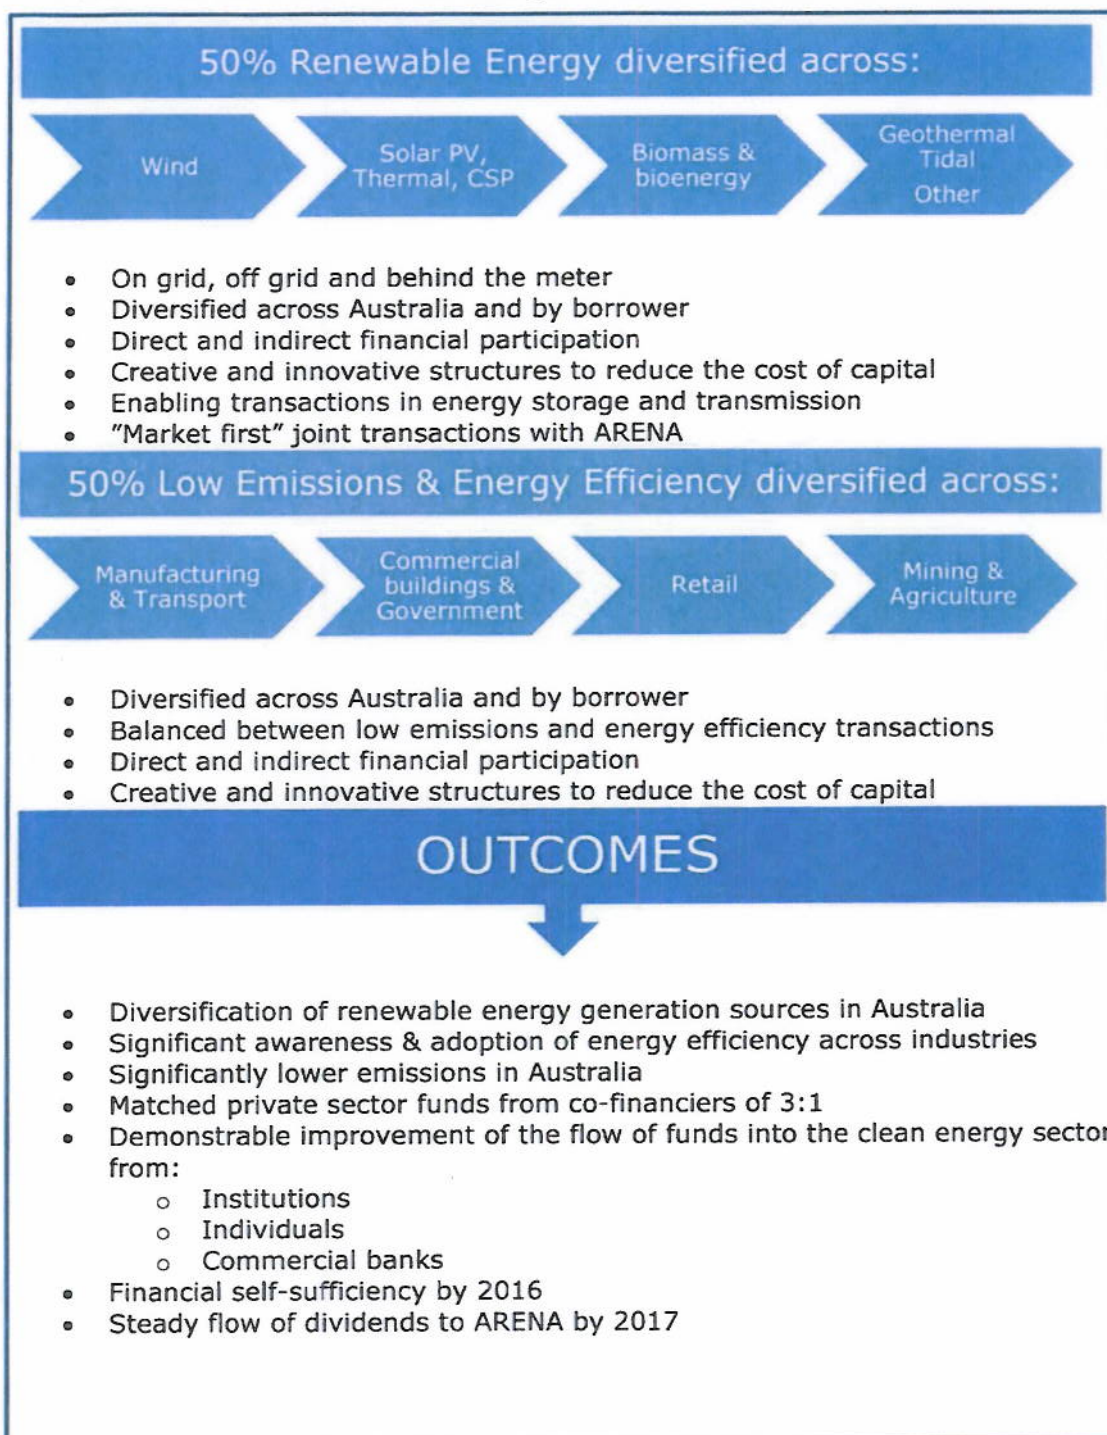 50% Renewable Energy diversified across:
Wind
Solar PV,
Thermal, CSP
Biomass &
bioenergy
Geothermal
Tidal
Other
• On grid, off grid and behind the meter
• Diversified across Australia and by borrower
• Direct and indirect financial participation
• Creative and innovative structures to reduce the cost of capital
• Enabling transactions in energy storage and transmission
• "Market first" joint transactions with ARENA
50% Low Emissions & Energy Efficiency diversified across:
Manufacturing
& Transport
Commercial
buildings &
Government
Retail
Mining &
Agriculture
• Diversified across Australia and by borrower
• Balanced between low emissions and energy efficiency transactions
• Direct and indirect financial participation
• Creative and innovative structures to reduce the cost of capital
OUTCOMES
• Diversification of renewable energy generation sources in Australia
• Significant awareness & adoption of energy efficiency across industries
• Significantly lower emissions in Australia
• Matched private sector funds from co-financiers of 3:1
• Demonstrable improvement of the flow of funds into the clean energy sector
from:
o Institutions
o Individuals
o Commercial banks
• Financial self-sufficiency by 2016
• Steady flow of dividends to ARENA by 2017